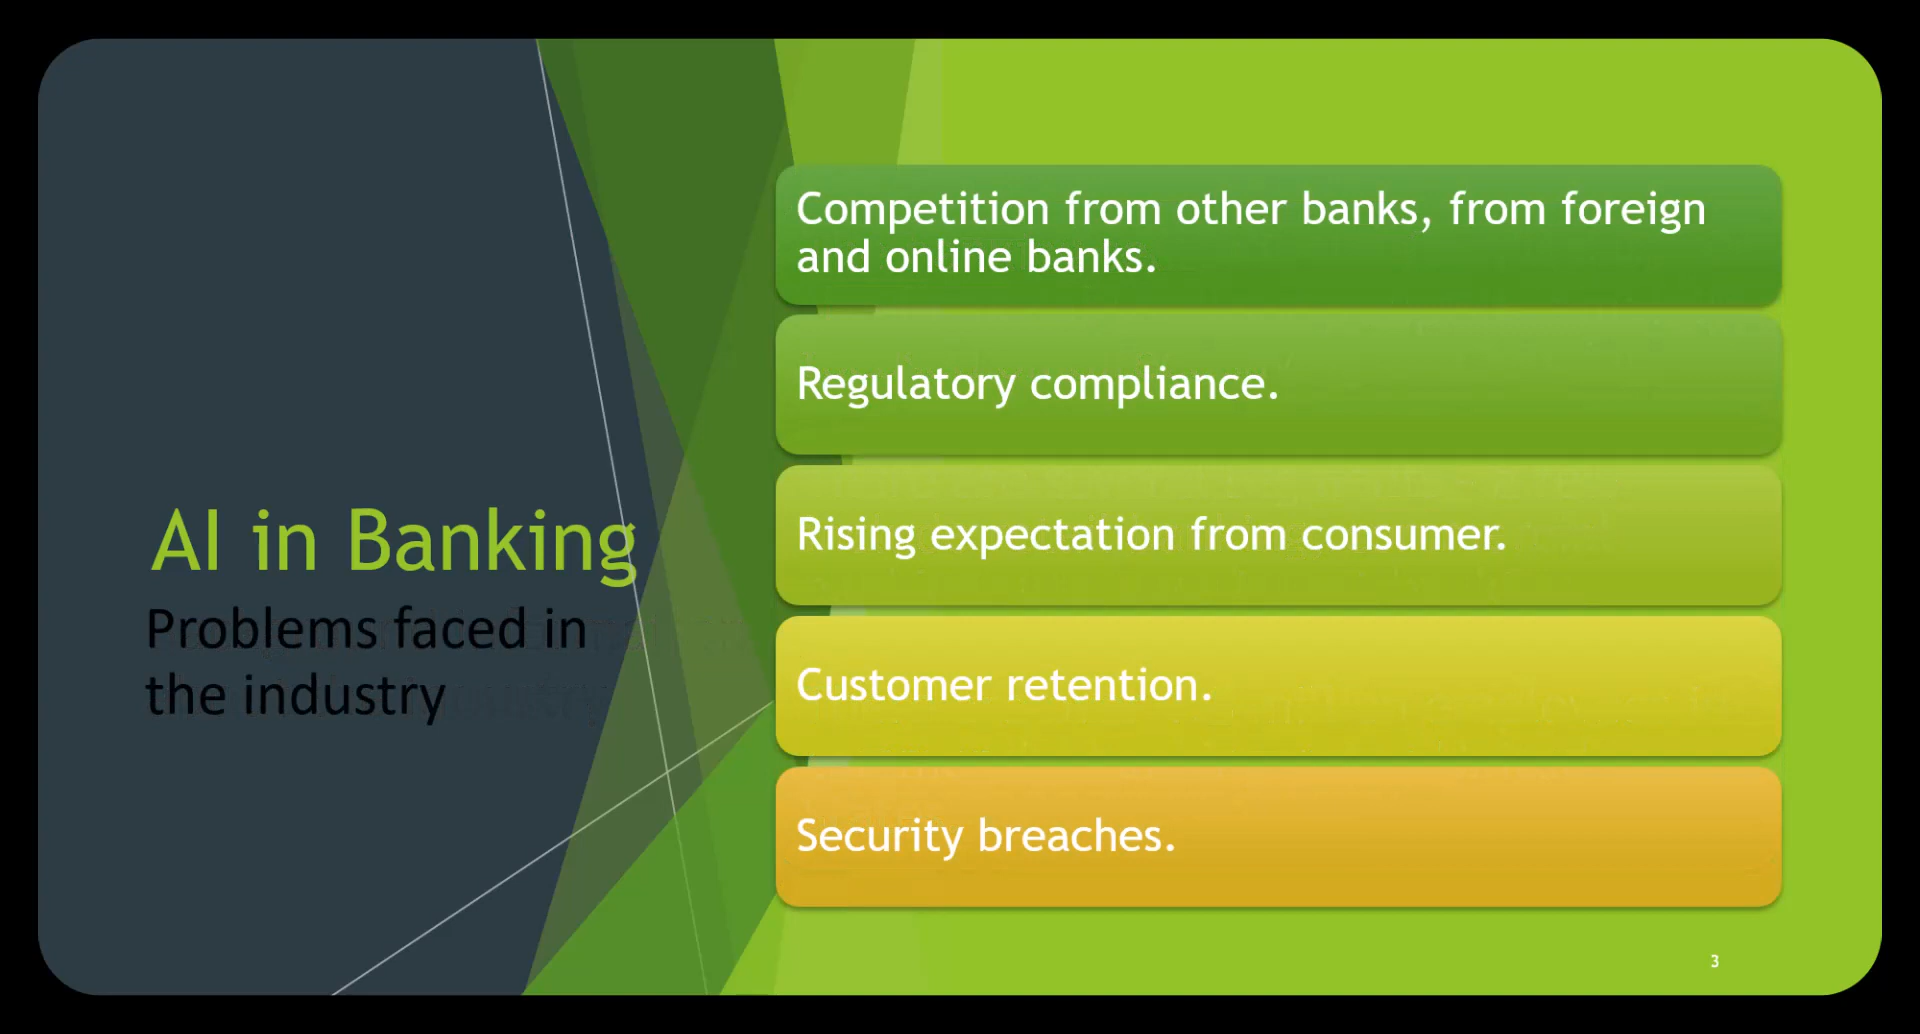 AI in Banking
Problems faced in
the industry
Competition from other banks, from foreign
and online banks.
Regulatory compliance.
Rising expectation from consumer.
Customer retention.
Security breaches.
3